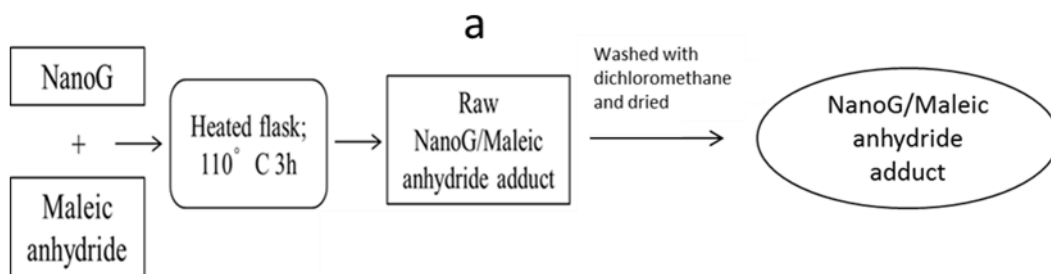 a
NanoG
+
Maleic
anhydride
Heated flask;
110° C 3h
Raw
NanoG/Maleic
anhydride adduct
Washed with
dichloromethane
and dried
NanoG/Maleic
anhydride
adduct